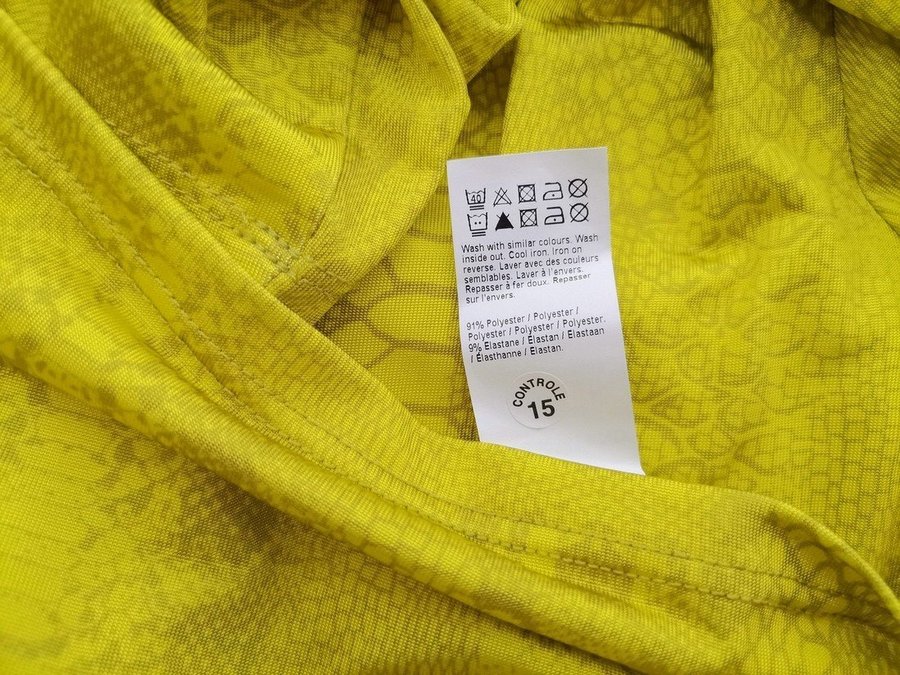 40
Wash with similar colours. Wash
inside out. Cool iron. Iron on
reverse. Laver avec des couleurs
semblables. Laver à l'envers.
Repasser à fer doux. Repasser
sur l'envers.
91% Polyester / Polyester /
Polyester / Polyester / Polyester.
9% Elastane / Elastan / Elastaan
/ Élasthanne / Elastan.
CONTROLE
15